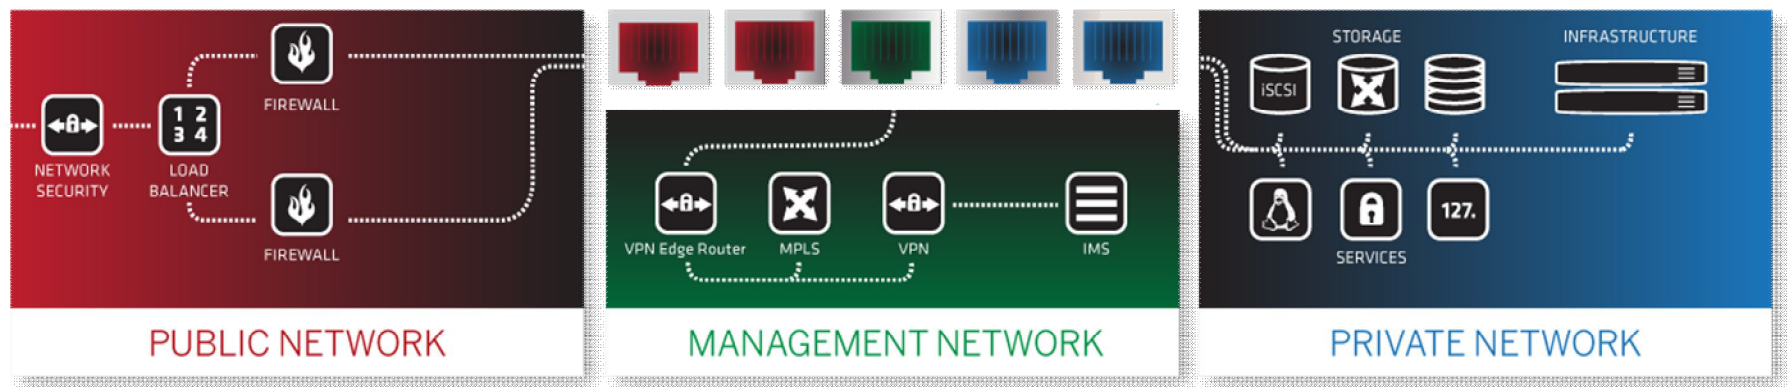 NETWORK
SECURITY
1 2
3 4
LOAD
BALANCER
FIREWALL
FIREWALL
PUBLIC NETWORK
VPN Edge Router
MPLS
VPN
IMS
MANAGEMENT NETWORK
STORAGE
INFRASTRUCTURE
iSCSI
127.
SERVICES
PRIVATE NETWORK